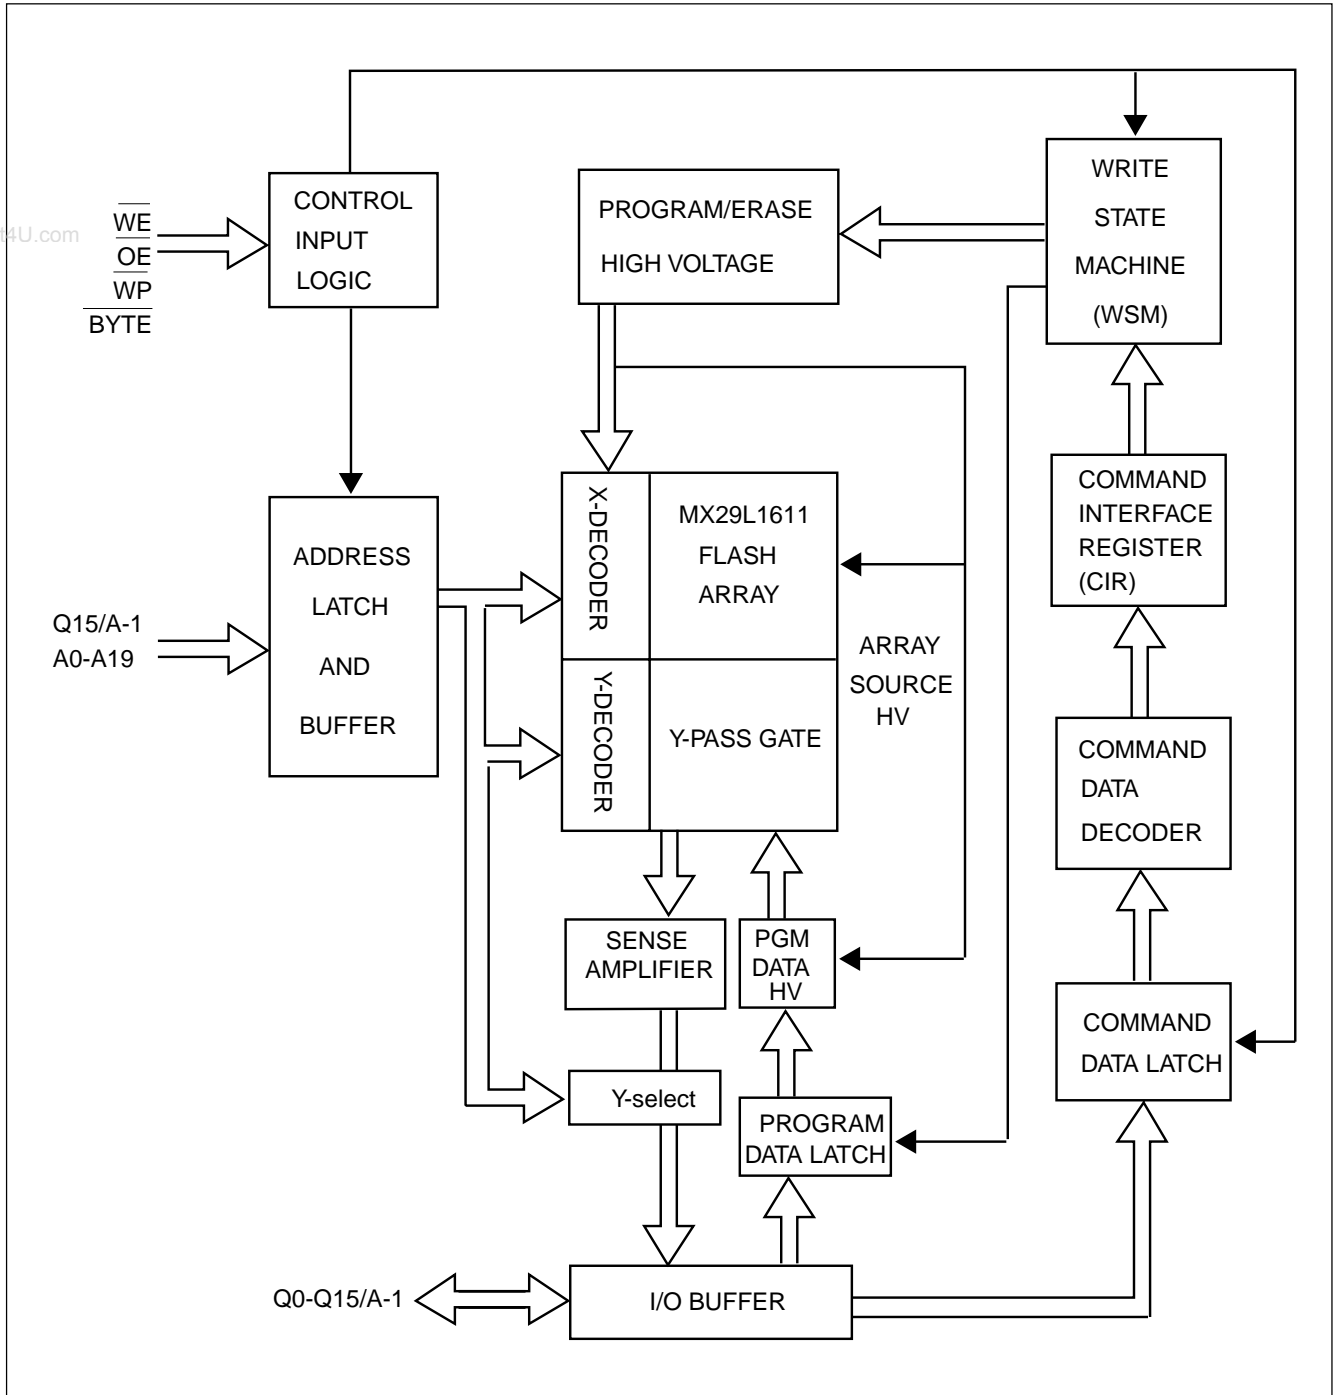 t4U.com
WE
OE
WP
BYTE
CONTROL
INPUT
LOGIC
PROGRAM/ERASE
HIGH VOLTAGE
WRITE
STATE
MACHINE
(WSM)
Q15/A-1
A0-A19
ADDRESS
LATCH
AND
BUFFER
X-DECODER
MX29L1611
FLASH
ARRAY
Y-DECODER
Y-PASS GATE
ARRAY
SOURCE
HV
COMMAND
INTERFACE
REGISTER
(CIR)
COMMAND
DATA
DECODER
SENSE
AMPLIFIER
PGM
DATA
HV
COMMAND
DATA LATCH
Y-select
PROGRAM
DATA LATCH
Q0-Q15/A-1
I/O BUFFER